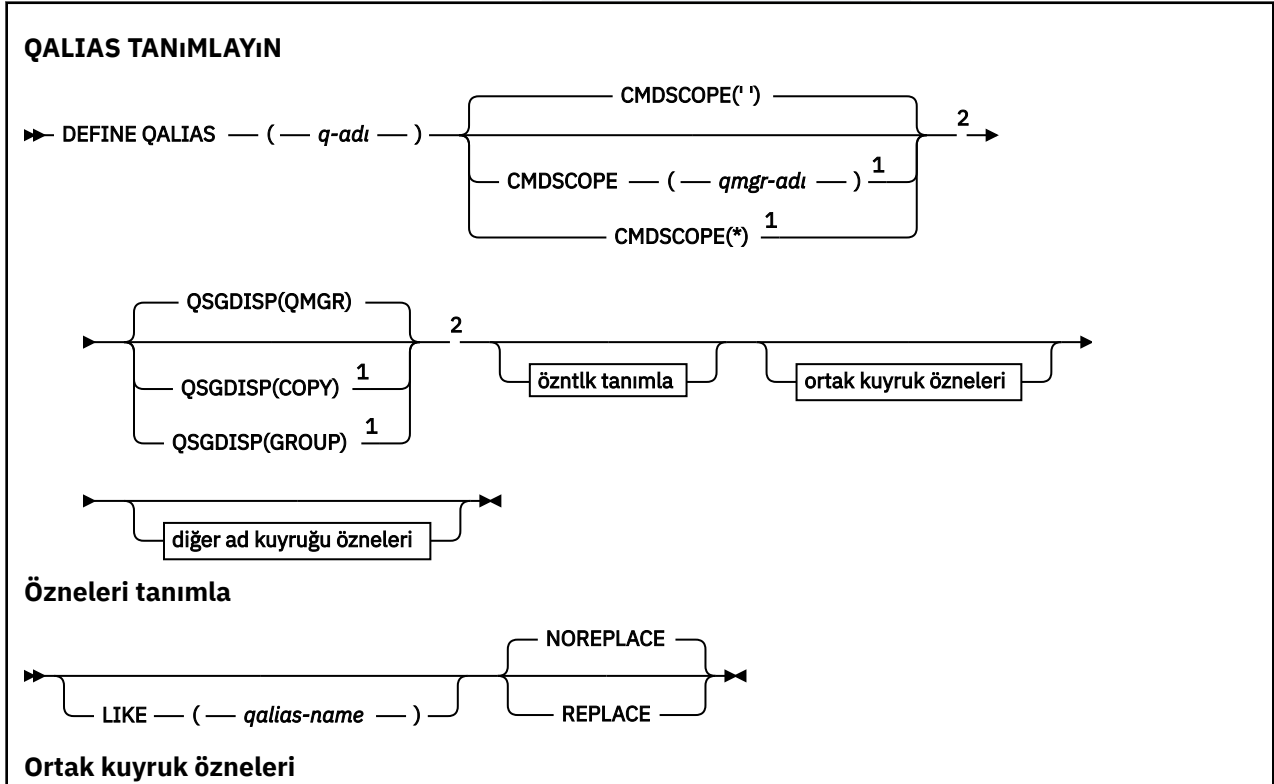 QALIAS TANıMLAYıN
CMDSCOPE(' ')
DEFINE QALIAS ( q-adı ) 2
CMDSCOPE ( qmgr-adı ) 1
CMDSCOPE(*) 1
QSGDISP(QMGR)
2
QSGDISP(COPY) 1 özntlk tanımla ortak kuyruk özneleri
QSGDISP(GROUP) 1
diğer ad kuyruğu özneleri
Özneleri tanımla
NOREPLACE
LIKE ( qalias-name ) REPLACE
Ortak kuyruk özneleri